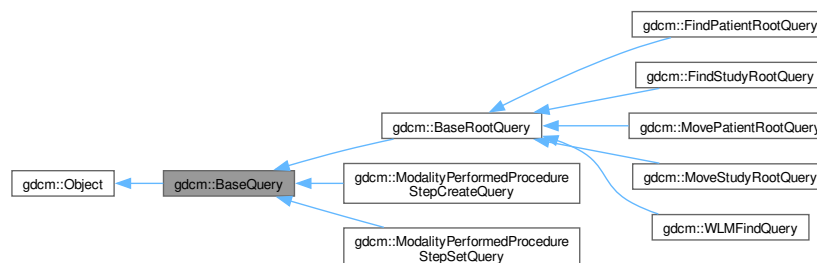 gdcm::FindPatientRootQuery
gdcm::FindStudyRootQuery
gdcm::BaseRootQuery
gdcm::MovePatientRootQuery
gdcm::Object
gdcm::BaseQuery
gdcm::ModalityPerformedProcedure
StepCreateQuery
gdcm::MoveStudyRootQuery
gdcm::WLMFindQuery
gdcm::ModalityPerformedProcedure
StepSetQuery